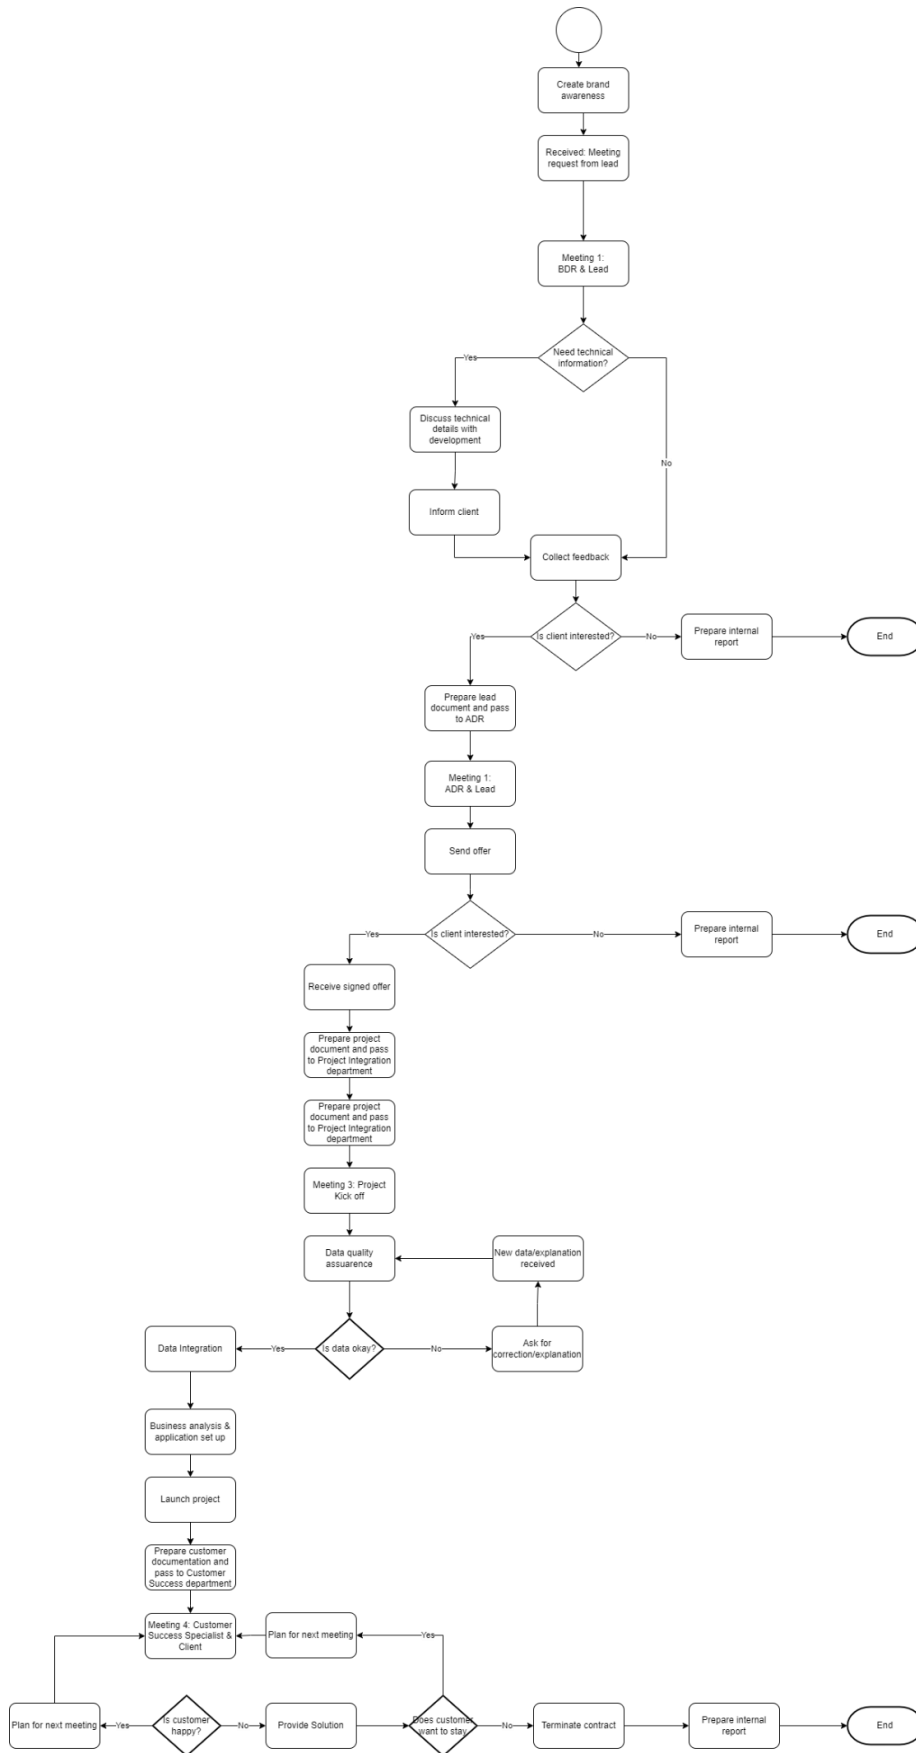 Create brand
awareness
Received: Meeting
request from lead
Meeting 1:
BDR & Lead
Need technical
information?
Yes
Discuss technical
details with
development
No
Inform client
Collect feedback
Is client interested?
No
Prepare internal
report
End
Yes
Prepare lead
document and pass
to ADR
Meeting 1:
ADR & Lead
Send offer
Is client interested?
Yes
No
Prepare internal
report
End
Receive signed offer
Prepare project
document and pass
to Project Integration
department
Prepare project
document and pass
to Project Integration
department
Meeting 3: Project
Kick off
Data quality
assuarence
New data/explanation
received
Data Integration
Yes
Is data okay?
No
Ask for
correction/explanation
Business analysis &
application set up
Launch project
Prepare customer
documentation and
pass to Customer
Success department
Meeting 4: Customer
Success Specialist &
Client
Plan for next meeting
Yes
Plan for next meeting
Yes
Is customer
happy?
No
Provide Solution
Does customer
want to stay
No
Terminate contract
Prepare internal
report
End